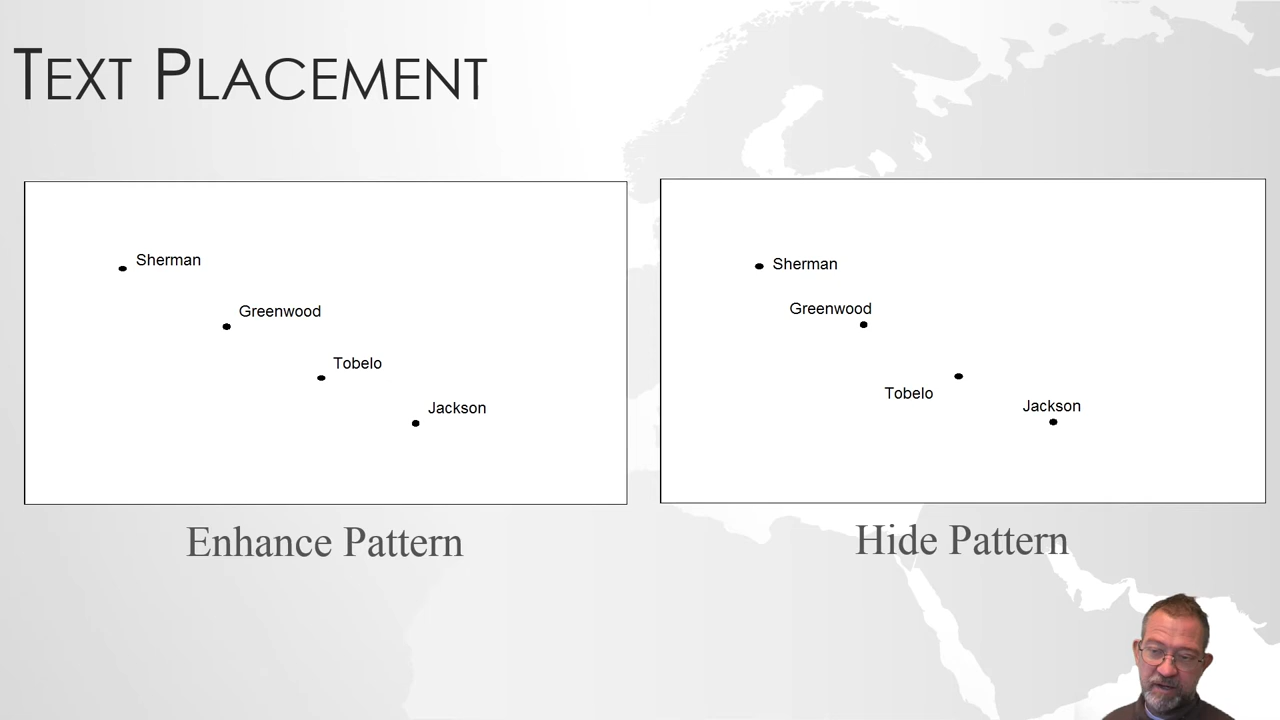 TEXT PLACEMENT
Sherman
Greenwood
Tobelo
Jackson
Enhance Pattern
Sherman
Greenwood
Tobelo
Jackson
Hide Pattern